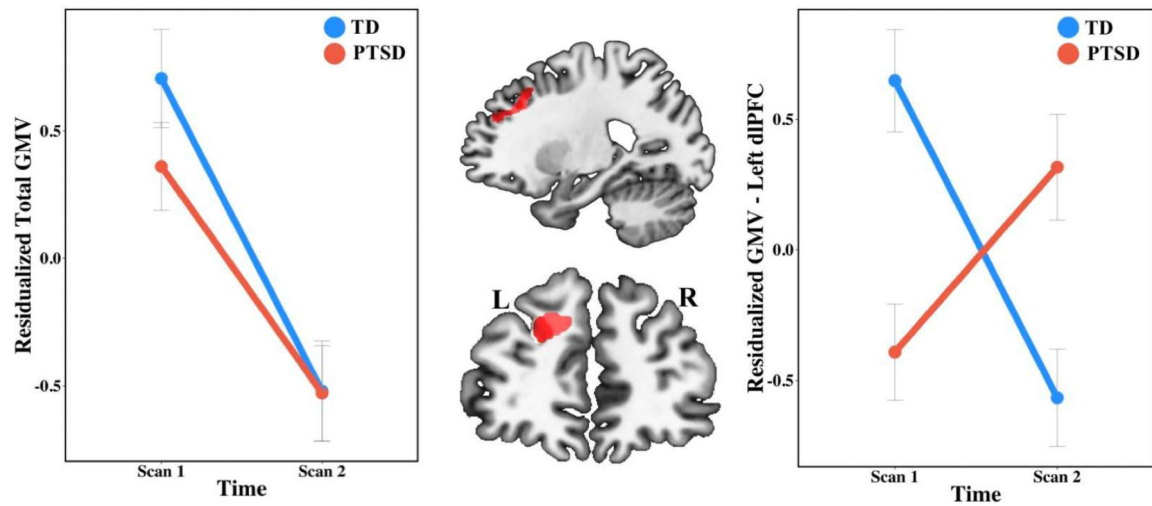 TD
PTSD
Residualized Total GMV
0.5
0.0
-0.5
Scan 1
Scan 2
Time
L
R
TD
PTSD
Residualized GMV - Left dlPFC
0.5
0.0
-0.5
Scan 1
Scan 2
Time